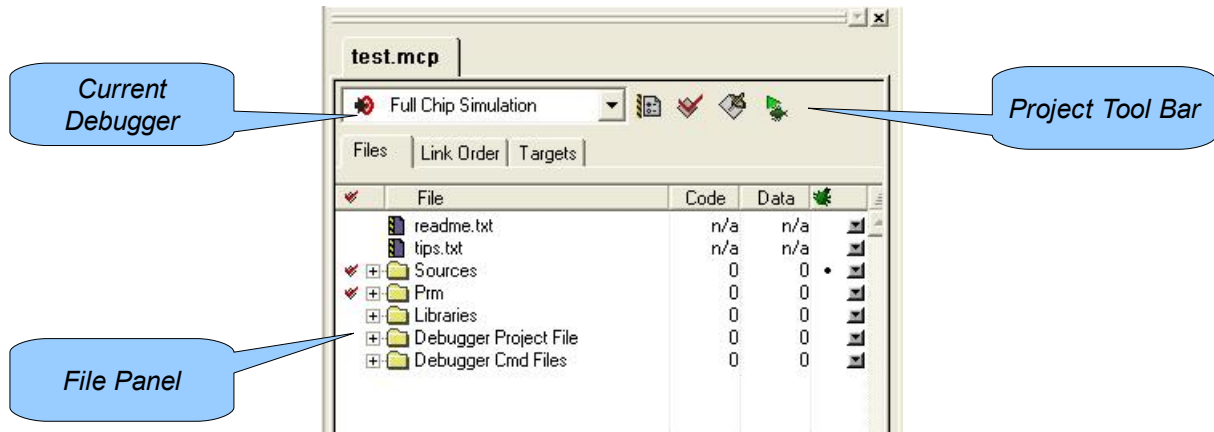 test.mcp
Current
Debugger
Full Chip Simulation
Project Tool Bar
Files Link Order Targets
File Code Data
readme.txt n/a n/a
tips.txt n/a n/a
Sources 0 0
Prm 0 0
Libraries 0 0
Debugger Project File 0 0
Debugger Cmd Files 0 0
File Panel